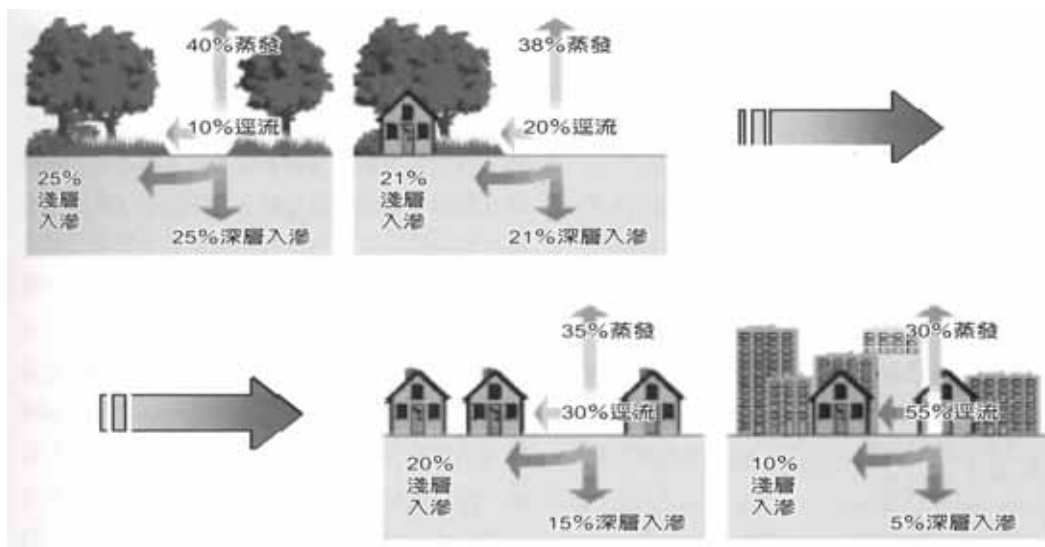 40%蒸發
10%逕流
25%
淺層
入滲
25%深層入滲
38%蒸發
20%逕流
21%
淺層
入滲
21%深層入滲
35%蒸發
30%逕流
20%
淺層
入滲
15%深層入滲
30%蒸發
55%逕流
10%
淺層
入滲
5%深層入滲